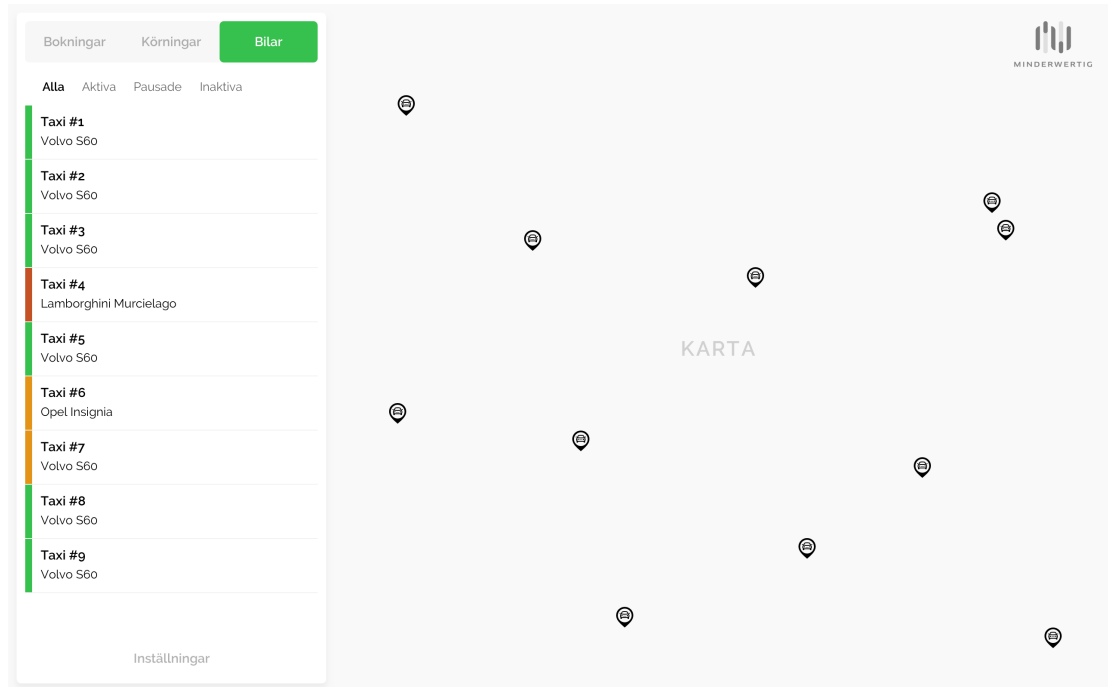 Bokningar Körningar Bilar
Alla Aktiva Pausade Inaktiva
Taxi #1
Volvo S60
Taxi #2
Volvo S60
Taxi #3
Volvo S60
Taxi #4
Lamborghini Murcielago
Taxi #5
Volvo S60
Taxi #6
Opel Insignia
Taxi #7
Volvo S60
Taxi #8
Volvo S60
Taxi #9
Volvo S60
Inställningar
MINDERWERTIG
KARTA